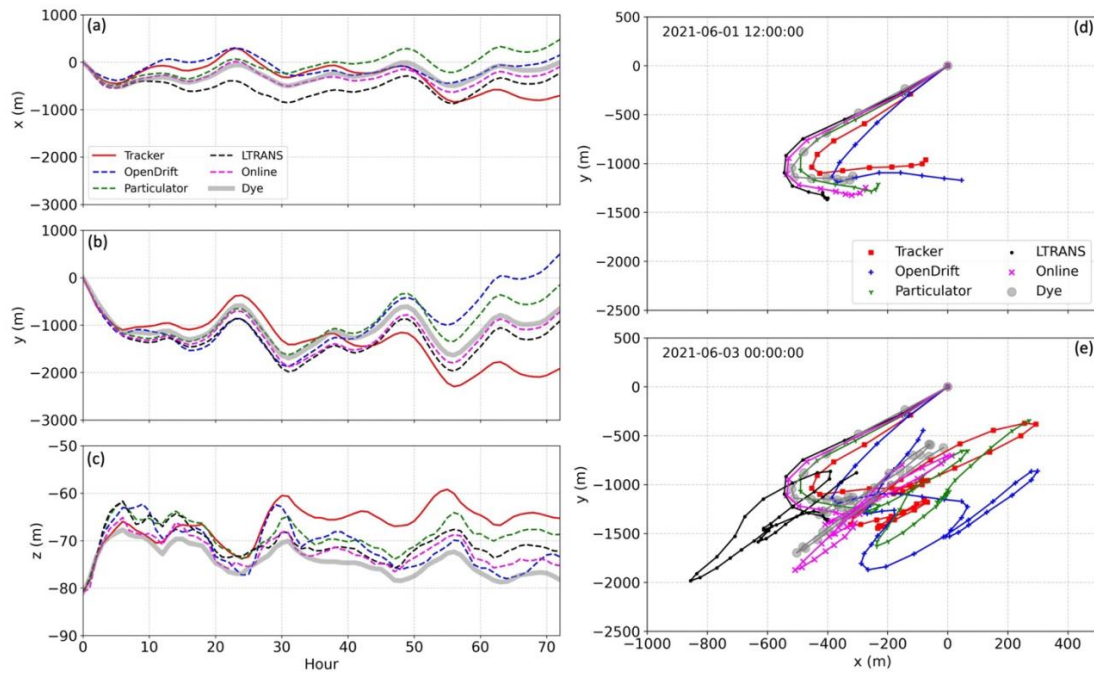 (a)
1000
0
−1000
−2000
−3000
x (m)
Tracker
OpenDrift
Particulator
LTRANS
Online
Dye
(b)
1000
0
−1000
−2000
−3000
y (m)
(c)
−50
−60
−70
−80
−90
z (m)
0 10 20 30 40 50 60 70
Hour
(d)
2021-06-01 12:00:00
500
0
−500
−1000
−1500
−2000
−2500
y (m)
Tracker
OpenDrift
Particulator
LTRANS
Online
Dye
(e)
2021-06-03 00:00:00
500
0
−500
−1000
−1500
−2000
−2500
y (m)
−1000 −800 −600 −400 −200 0 200 400
x (m)